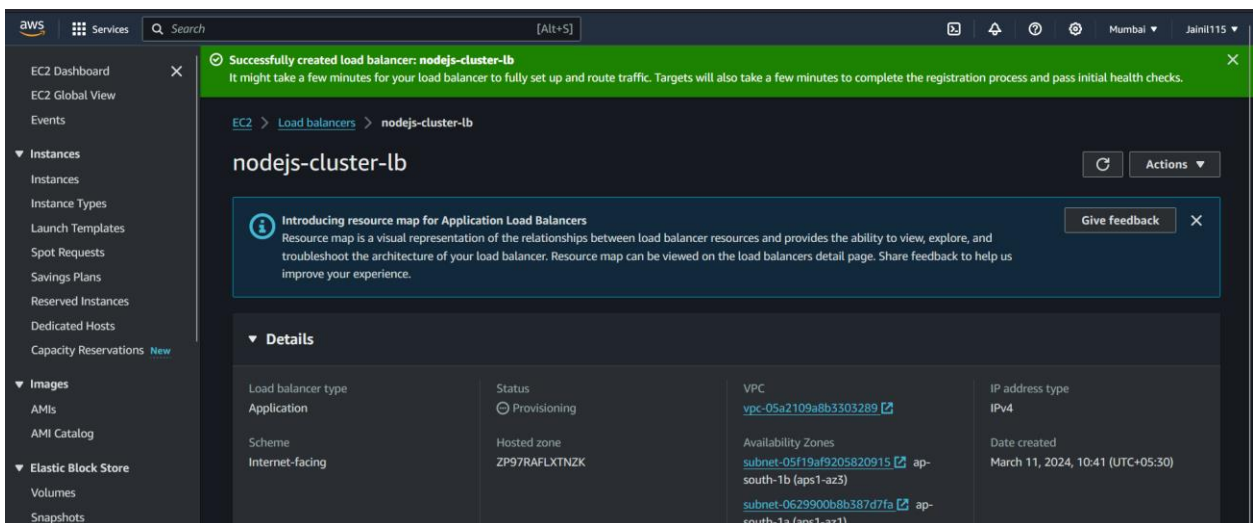 aws Services Search [Alt+S] Mumbai Jainil115
EC2 Dashboard
EC2 Global View
Events
Instances
Instances
Instance Types
Launch Templates
Spot Requests
Savings Plans
Reserved Instances
Dedicated Hosts
Capacity Reservations New
Images
AMIs
AMI Catalog
Elastic Block Store
Volumes
Snapshots
Successfully created load balancer: nodejs-cluster-lb
It might take a few minutes for your load balancer to fully set up and route traffic. Targets will also take a few minutes to complete the registration process and pass initial health checks.
EC2 > Load balancers > nodejs-cluster-lb
nodejs-cluster-lb
Actions
Introducing resource map for Application Load Balancers
Resource map is a visual representation of the relationships between load balancer resources and provides the ability to view, explore, and
troubleshoot the architecture of your load balancer. Resource map can be viewed on the load balancers detail page. Share feedback to help us
improve your experience.
Give feedback
Details
Load balancer type
Application
Scheme
Internet-facing
Status
Provisioning
Hosted zone
ZP97RAFLXTNZK
VPC
vpc-05a2109a8b3303289
Availability Zones
subnet-05f19af9205820915 ap-
south-1b (aps1-az3)
subnet-0629900b8b387d7fa ap-
south-1a (aps1-az1)
IP address type
IPv4
Date created
March 11, 2024, 10:41 (UTC+05:30)